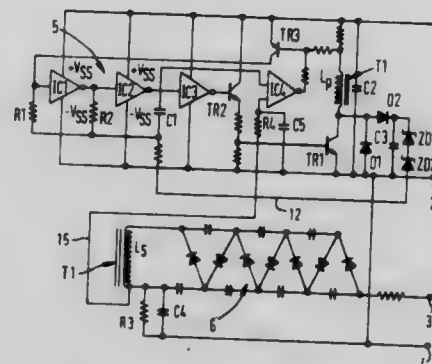 5
TR3
+VSS
+VSS
IC1
IC2
IC3
IC4
-VSS
-VSS
R1
R2
C1
TR2
R4
C5
LP
T1
C2
D2
C3
TR1
D1
ZD
ZD
12
15
T1
LS
6
R3
C4
3